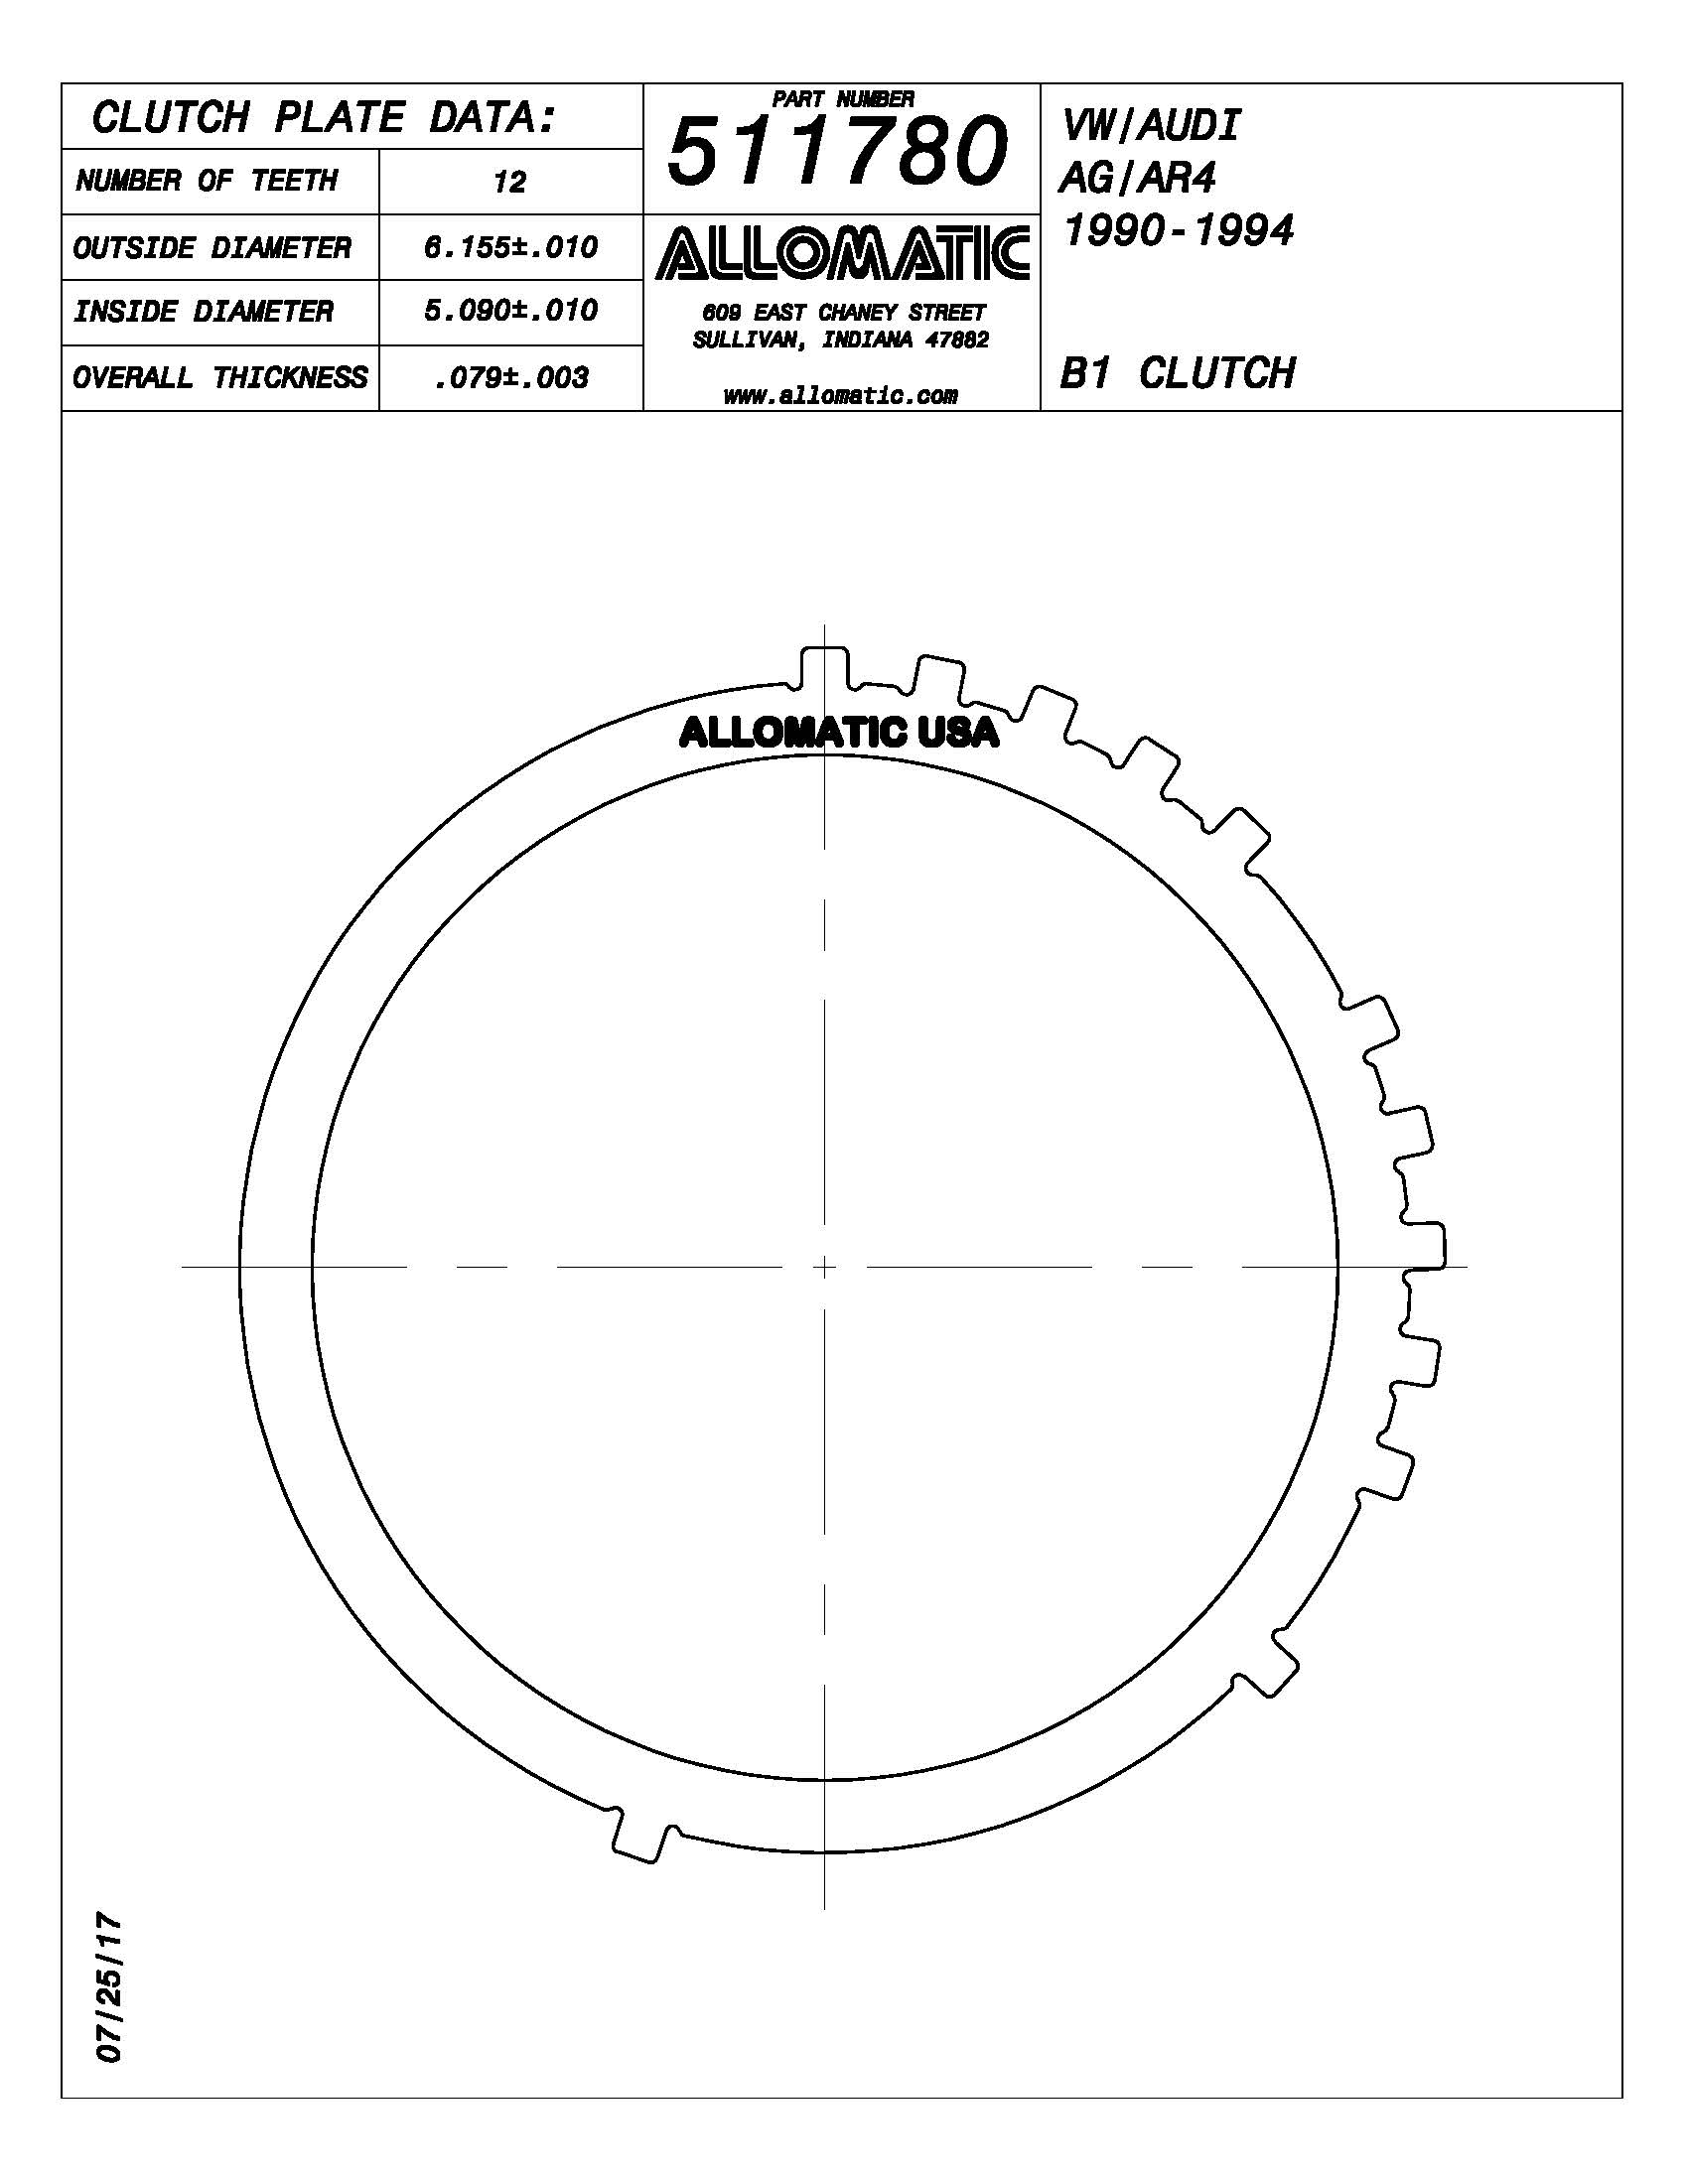 CLUTCH PLATE DATA:
NUMBER OF TEETH 12
OUTSIDE DIAMETER 6.155±.010
INSIDE DIAMETER 5.090±.010
OVERALL THICKNESS .079±.003
PART NUMBER
511780
ALLOMATIC
609 EAST CHANEY STREET
SULLIVAN, INDIANA 47882
www.allomatic.com
VW/AUDI
AG/AR4
1990-1994
B1 CLUTCH
ALLOMATIC USA
07/25/17